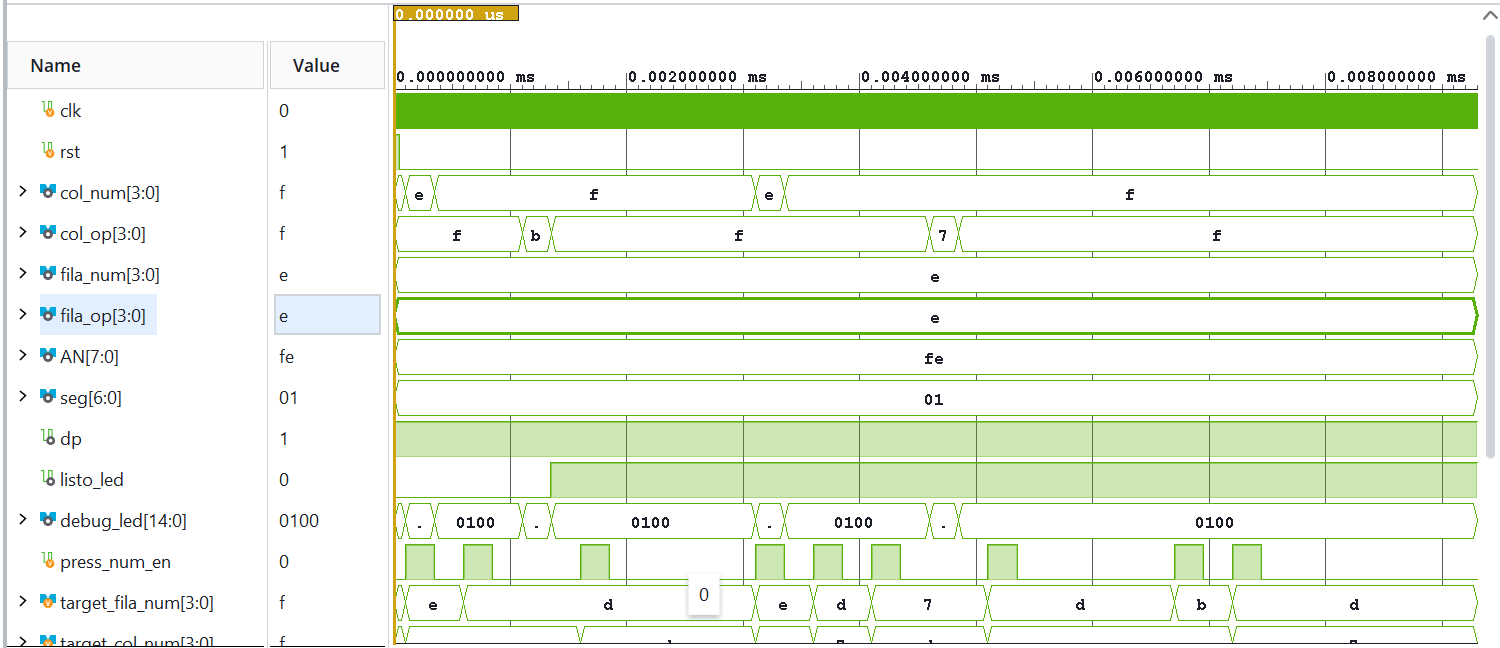 0.000000 us
Name Value
0.000000000 ms 0.002000000 ms 0.004000000 ms 0.006000000 ms 0.008000000 ms
clk 0
rst 1
col_num[3:0] f e f e f
col_op[3:0] f f b f 7 f
fila_num[3:0] e e
fila_op[3:0] e e
AN[7:0] fe fe
seg[6:0] 01 01
dp 1
listo_led 0
debug_led[14:0] 0100 . 0100 . 0100 . 0100 . 0100
press_num_en 0
0
target_fila_num[3:0] f e d e d 7 d b d
target_col_num[3:0] f